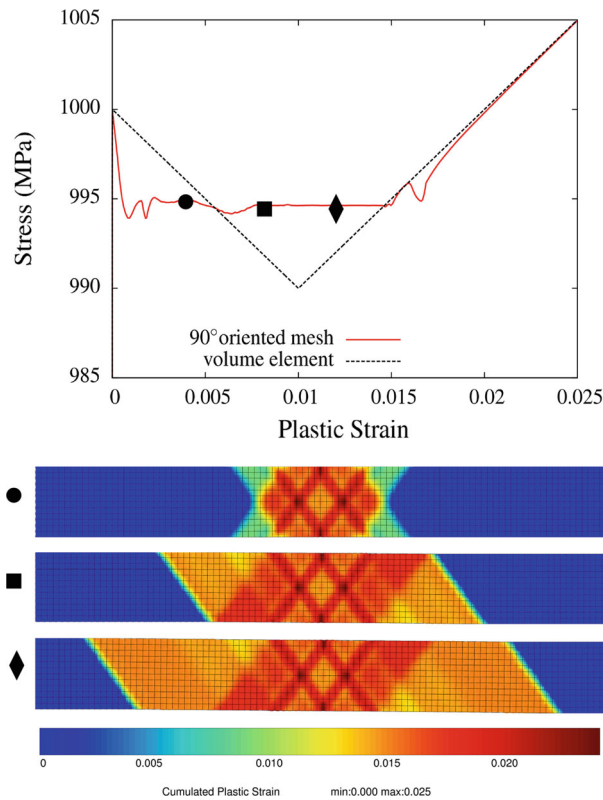 1005
1000
995
990
985
Stress (MPa)
90°oriented mesh
volume element
0 0.005 0.01 0.015 0.02 0.025
Plastic Strain
0 0.005 0.010 0.015 0.020
Cumulated Plastic Strain min:0.000 max:0.025